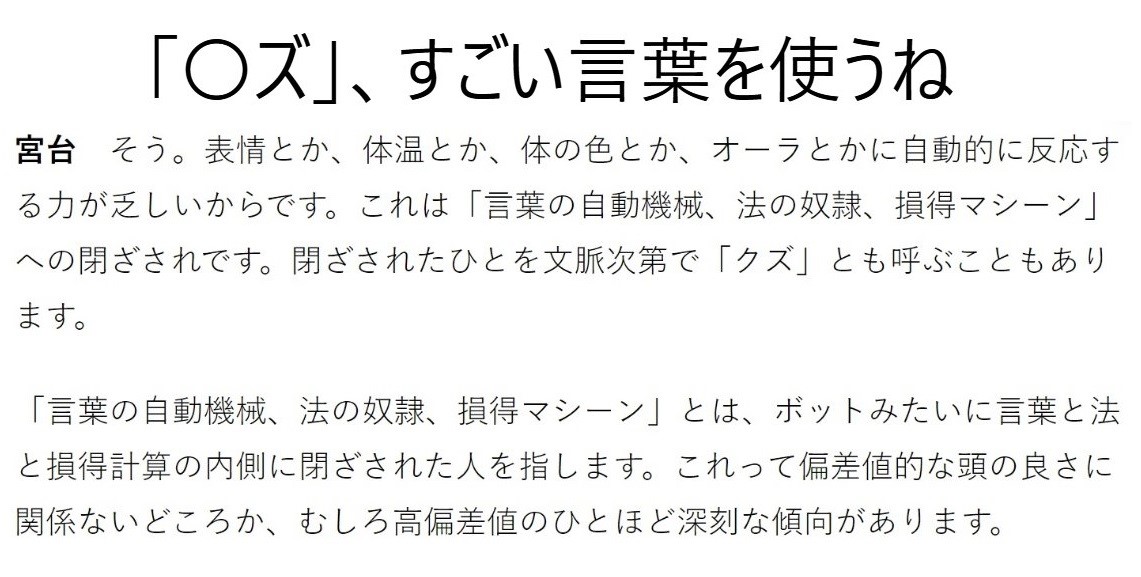 「〇ズ」、すごい言葉を使うね
宮台　そう。表情とか、体温とか、体の色とか、オーラとかに自動的に反応す
る力が乏しいからです。これは「言葉の自動機械、法の奴隷、損得マシーン」
への閉ざされです。閉ざされたひとを文脈次第で「クズ」とも呼ぶこともあり
ます。
「言葉の自動機械、法の奴隷、損得マシーン」とは、ボットみたいに言葉と法
と損得計算の内側に閉ざされた人を指します。これって偏差値的な頭の良さに
関係ないどころか、むしろ高偏差値のひとほど深刻な傾向があります。